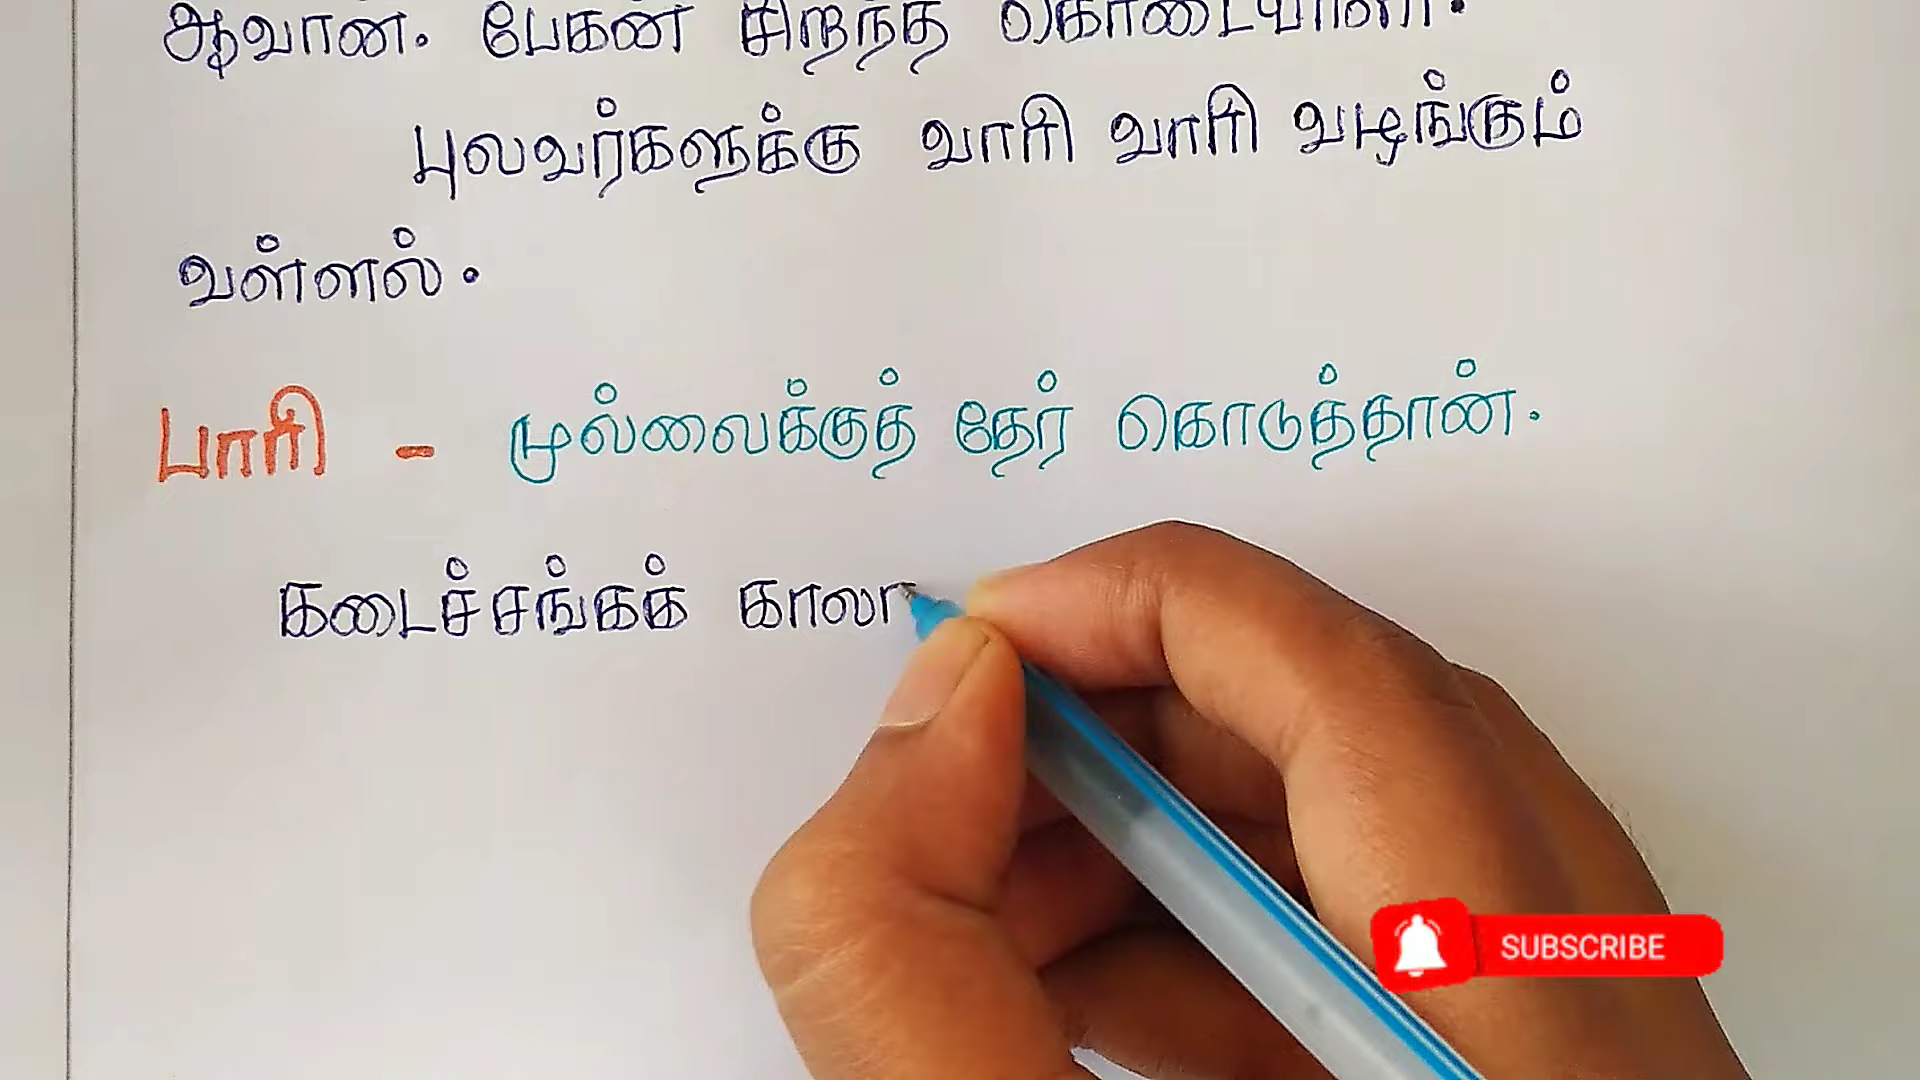 ஆவான். பேகன் சிறந்த கொடையாளி.
புலவர்களுக்கு வாரி வாரி வழங்கும்
வள்ளல்.
பாரி - முல்லைக்குத் தேர் கொடுத்தான்.
கடைச்சங்கக் காலா
SUBSCRIBE